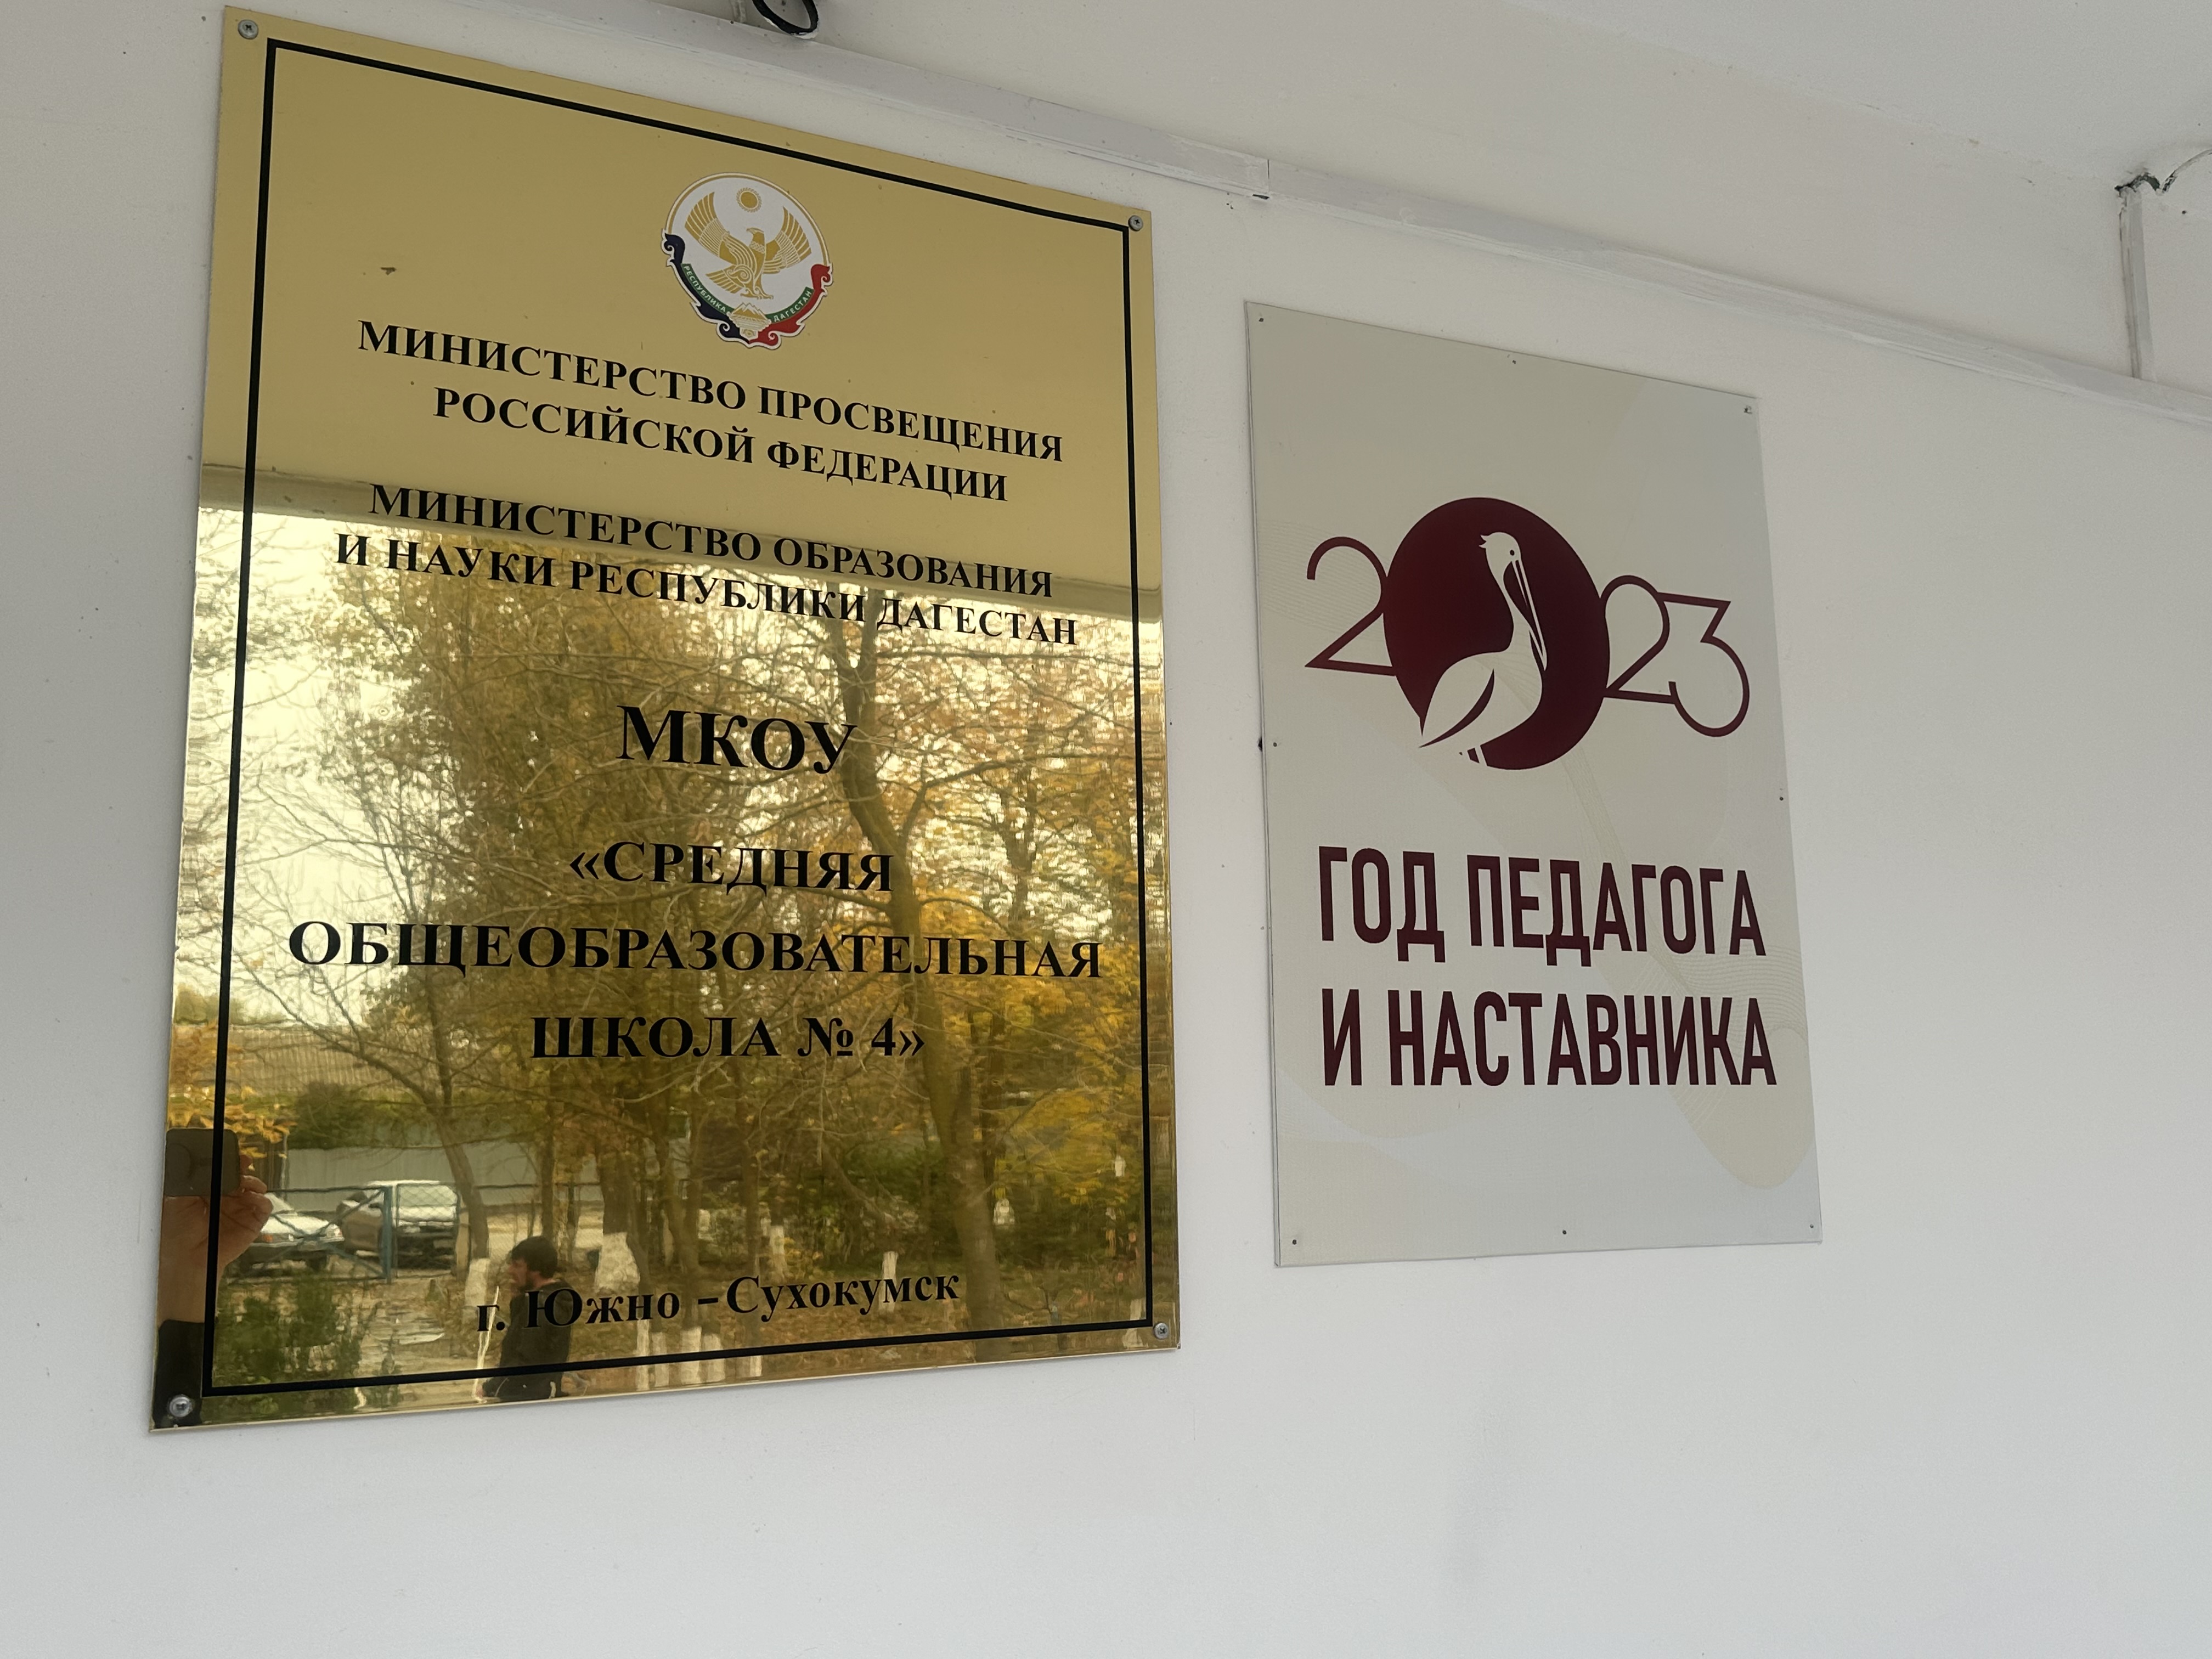 РЕСПУБЛИКА ДАГЕСТАН
МИНИСТЕРСТВО ПРОСВЕЩЕНИЯ
РОССИЙСКОЙ ФЕДЕРАЦИИ
МИНИСТЕРСТВО ОБРАЗОВАНИЯ
И НАУКИ РЕСПУБЛИКИ ДАГЕСТАН
МКОУ
«СРЕДНЯЯ
ОБЩЕОБРАЗОВАТЕЛЬНАЯ
ШКОЛА № 4»
г. Южно –Сухокумск
2023
ГОД ПЕДАГОГА
И НАСТАВНИКА